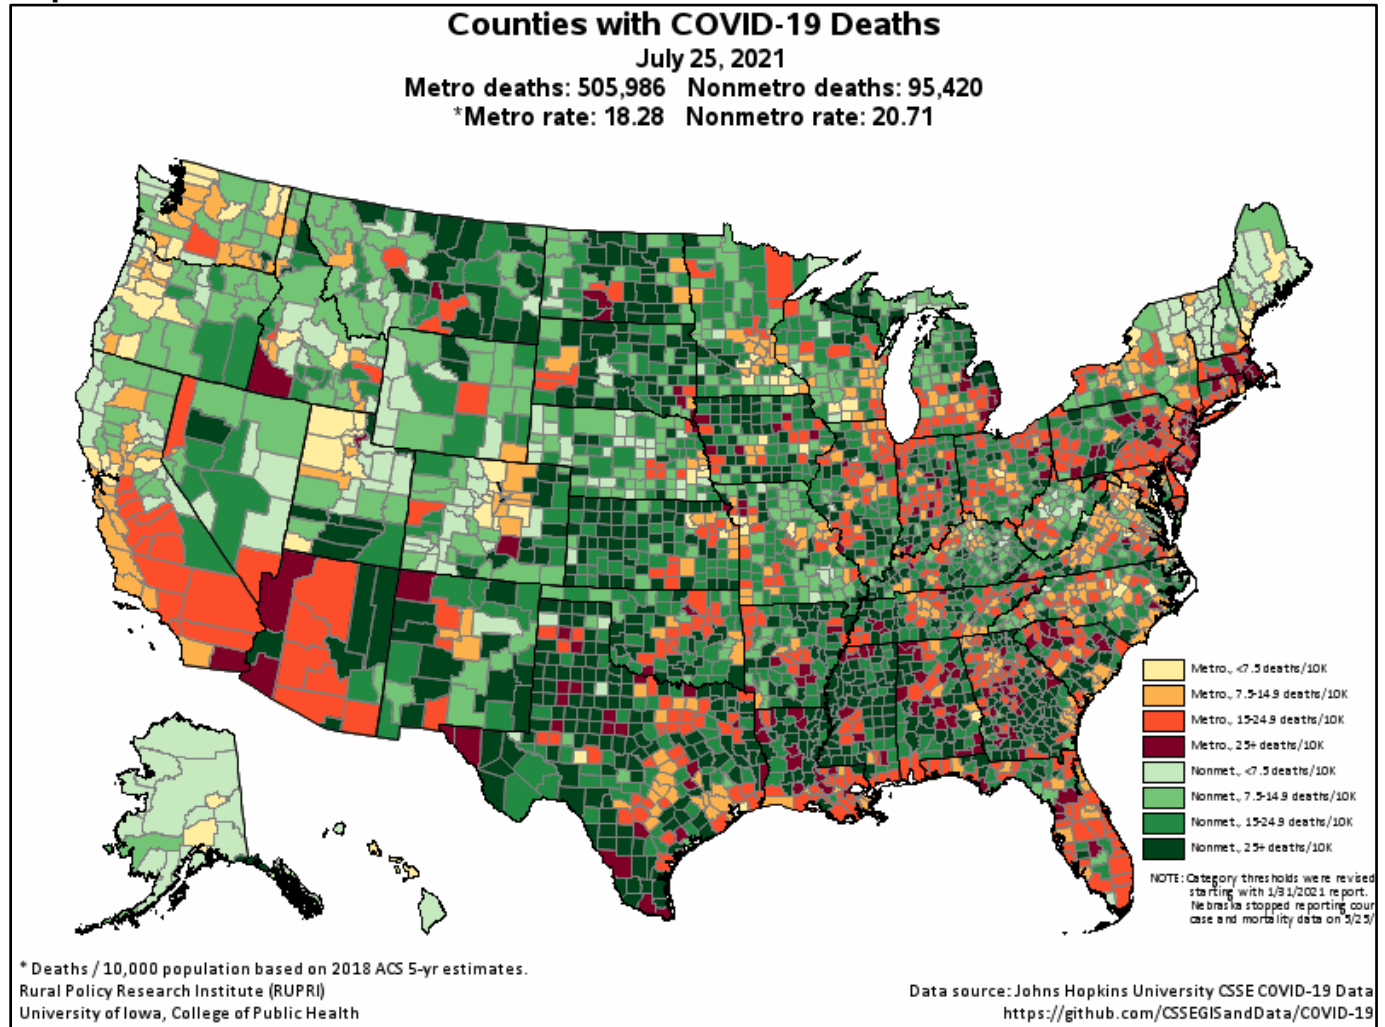 Counties with COVID-19 Deaths
July 25, 2021
Metro deaths: 505,986 Nonmetro deaths: 95,420
*Metro rate: 18.28 Nonmetro rate: 20.71
Metro., <7.5 deaths/10K
Metro., 7.5-14.9 deaths/10K
Metro., 15-24.9 deaths/10K
Metro., 25+ deaths/10K
Nonmet., <7.5 deaths/10K
Nonmet., 7.5-14.9 deaths/10K
Nonmet., 15-24.9 deaths/10K
Nonmet., 25+ deaths/10K
NOTE: Category thresholds were revised
starting with 1/31/2021 report.
Nebraska stopped reporting coun
case and mortality data on 5/25/
* Deaths / 10,000 population based on 2018 ACS 5-yr estimates.
Rural Policy Research Institute (RUPRI)
University of Iowa, College of Public Health
Data source: Johns Hopkins University CSSE COVID-19 Data
https://github.com/CSSEGISandData/COVID-19